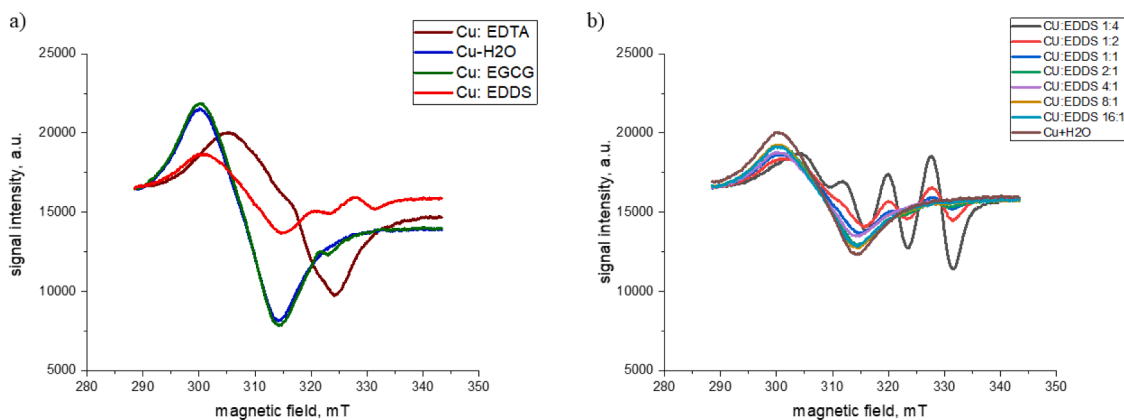 a)
Cu: EDTA
Cu-H2O
Cu: EGCG
Cu: EDDS
25000
20000
15000
10000
5000
signal intensity, a.u.
280 290 300 310 320 330 340 350
magnetic field, mT
b)
CU:EDDS 1:4
CU:EDDS 1:2
CU:EDDS 1:1
CU:EDDS 2:1
CU:EDDS 4:1
CU:EDDS 8:1
CU:EDDS 16:1
Cu+H2O
25000
20000
15000
10000
5000
signal intensity, a.u.
280 290 300 310 320 330 340 350
magnetic field, mT